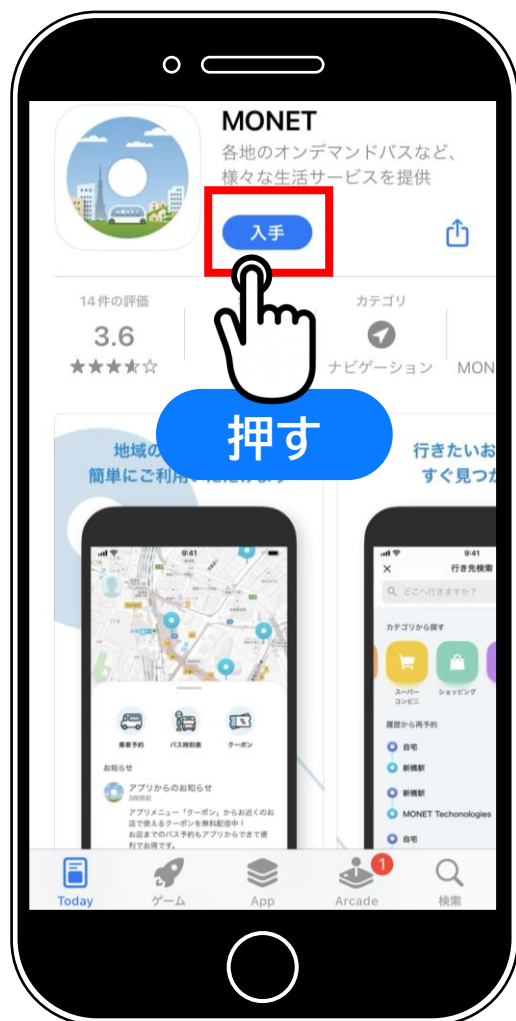 MONET
各地のオンデマンドバスなど、
様々な生活サービスを提供
入手
14件の評価
3.6
カテゴリ
ナビゲーション
MON
押す
地域の
簡単にご利用
行きたいお
すぐ見つか
9:41
乗車予約
バス時刻表
クーポン
お知らせ
アプリからのお知らせ
3時間前
アプリメニュー「クーポン」からお近くのお
店で使えるクーポンを無料配信中！
お店までのバス予約もアプリからできて便
利でお得です。
9:41
行き先検索
どこへ行きますか？
カテゴリから探す
スーパー
コンビニ
ショッピング
履歴から再予約
自宅
新橋駅
新橋駅
MONET Techonologies
自宅
Today
ゲーム
App
Arcade
1
検索